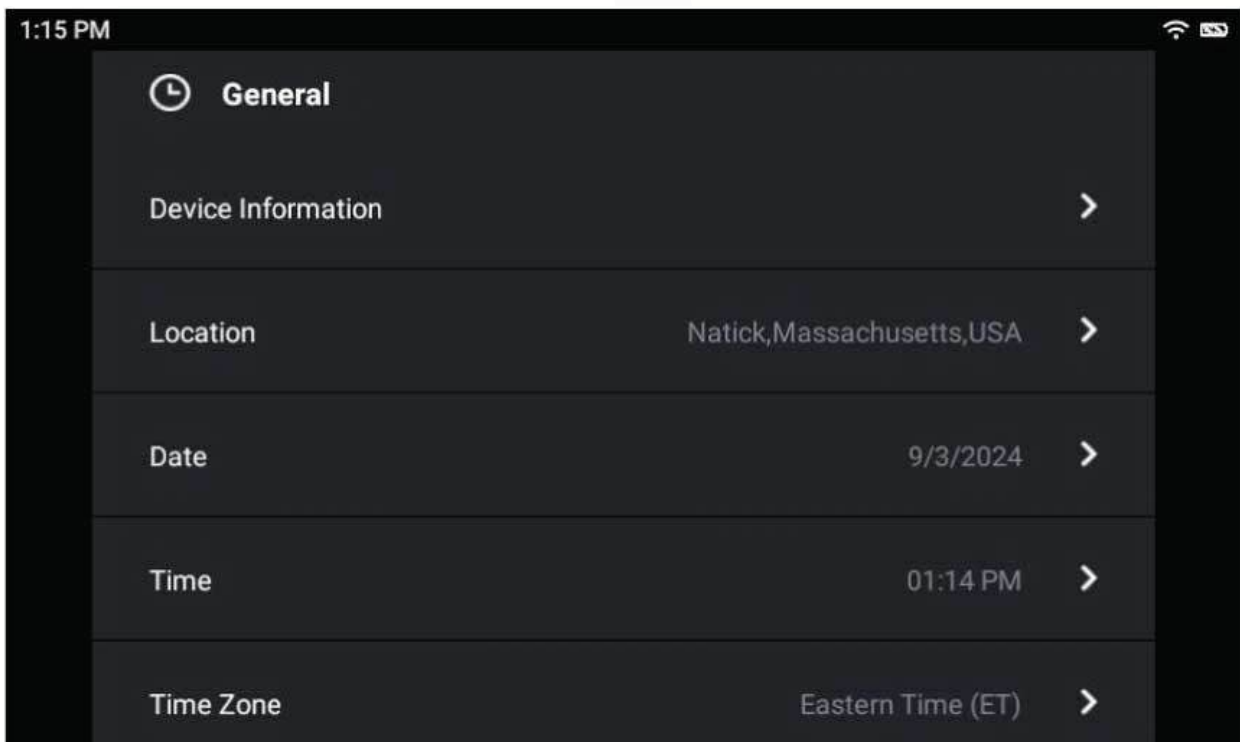 1:15 PM
General
Device Information
Location Natick,Massachusetts,USA
Date 9/3/2024
Time 01:14 PM
Time Zone Eastern Time (ET)